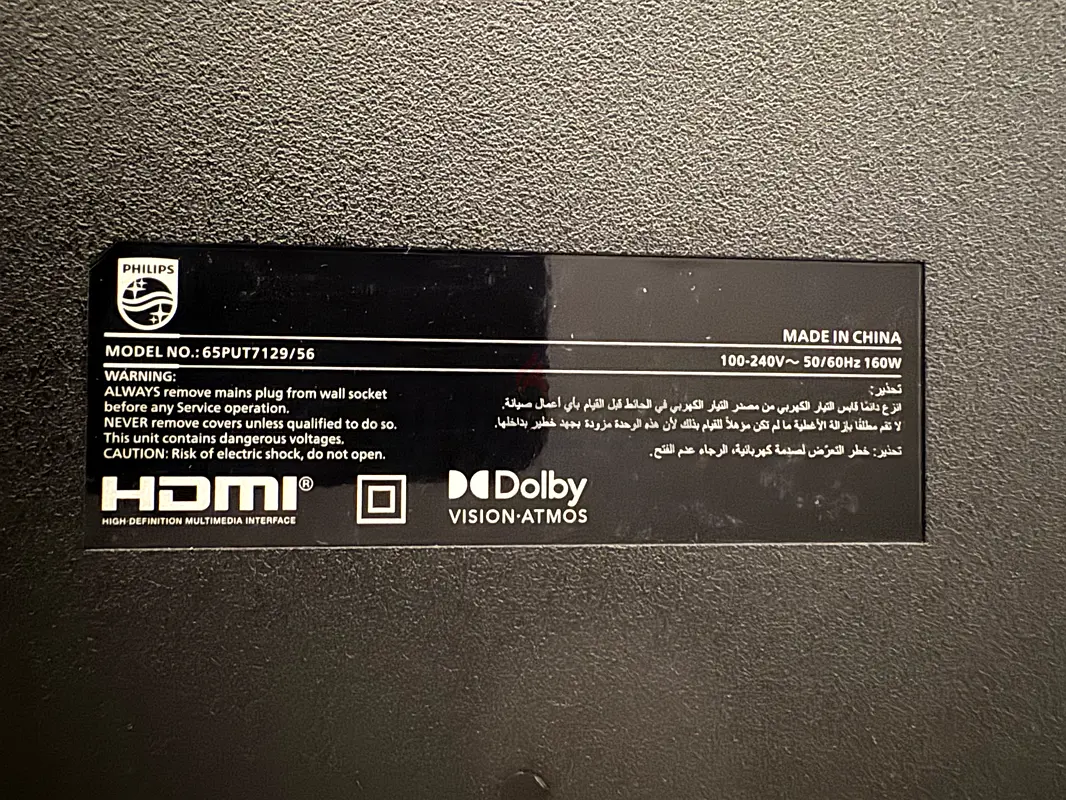 PHILIPS
MADE IN CHINA
MODEL NO.: 65PUT7129/56
100-240V～ 50/60Hz 160W
WARNING:
ALWAYS remove mains plug from wall socket
before any Service operation.
NEVER remove covers unless qualified to do so.
This unit contains dangerous voltages.
CAUTION: Risk of electric shock, do not open.
تحذير:
انزع دائمًا قابس التيار الكهربي من مصدر التيار الكهربي في الحائط قبل القيام بأي أعمال صيانة.
لا تقم مطلقًا بإزالة الأغطية ما لم تكن مؤهلاً للقيام بذلك لأن هذه الوحدة مزودة بجهد خطير بداخلها.
تحذير: خطر التعرّض لصدمة كهربائية، الرجاء عدم الفتح.
HDMI®
HIGH-DEFINITION MULTIMEDIA INTERFACE
Dolby
VISION·ATMOS